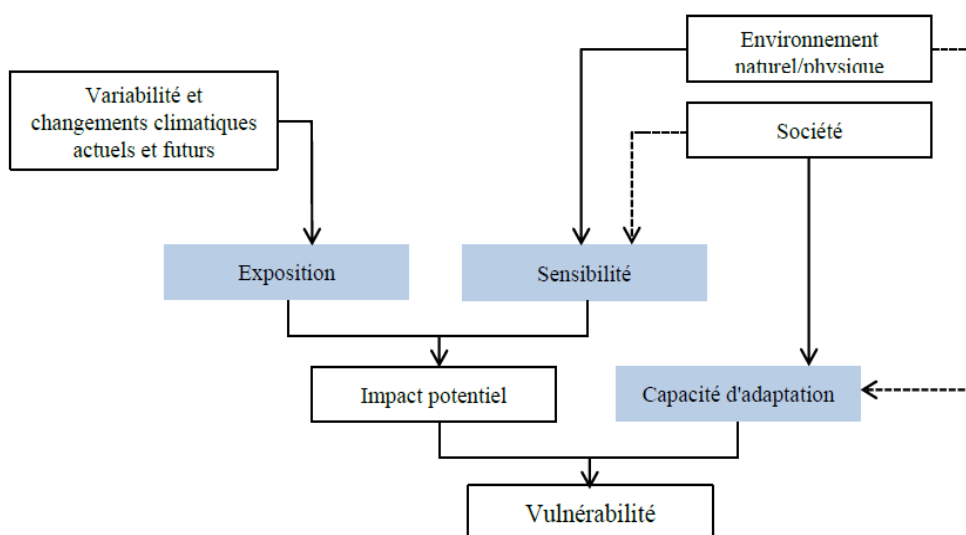 Environnement
naturel/physique
Variabilité et
changements climatiques
actuels et futurs
Société
Exposition
Sensibilité
Impact potentiel
Capacité d'adaptation
Vulnérabilité